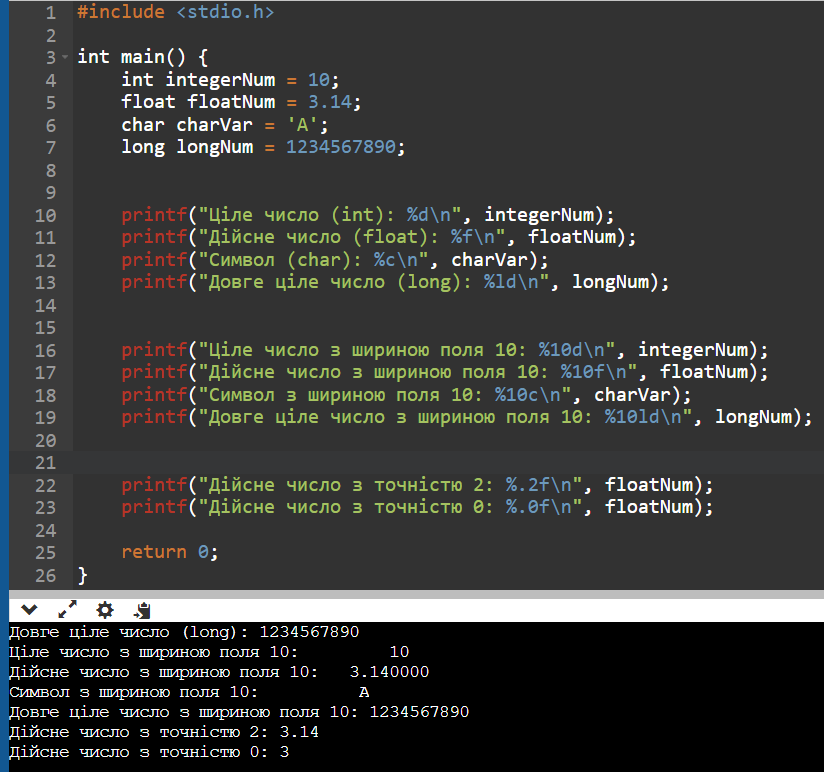 1 #include <stdio.h>
2
3 int main() {
4     int integerNum = 10;
5     float floatNum = 3.14;
6     char charVar = 'A';
7     long longNum = 1234567890;
8
9
10     printf("Ціле число (int): %d\n", integerNum);
11     printf("Дійсне число (float): %f\n", floatNum);
12     printf("Символ (char): %c\n", charVar);
13     printf("Довге ціле число (long): %ld\n", longNum);
14
15
16     printf("Ціле число з шириною поля 10: %10d\n", integerNum);
17     printf("Дійсне число з шириною поля 10: %10f\n", floatNum);
18     printf("Символ з шириною поля 10: %10c\n", charVar);
19     printf("Довге ціле число з шириною поля 10: %10ld\n", longNum);
20
21
22     printf("Дійсне число з точністю 2: %.2f\n", floatNum);
23     printf("Дійсне число з точністю 0: %.0f\n", floatNum);
24
25     return 0;
26 }
Довге ціле число (long): 1234567890
Ціле число з шириною поля 10:         10
Дійсне число з шириною поля 10:   3.140000
Символ з шириною поля 10:          A
Довге ціле число з шириною поля 10: 1234567890
Дійсне число з точністю 2: 3.14
Дійсне число з точністю 0: 3